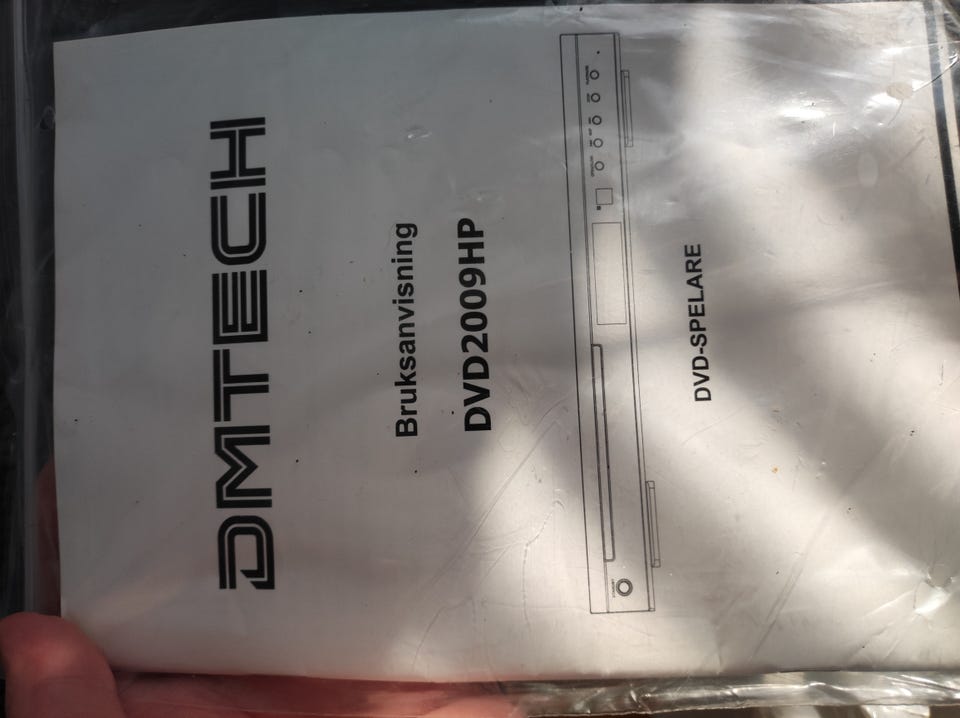 DMTECH
Bruksanvisning
DVD2009HP
DVD-SPELARE